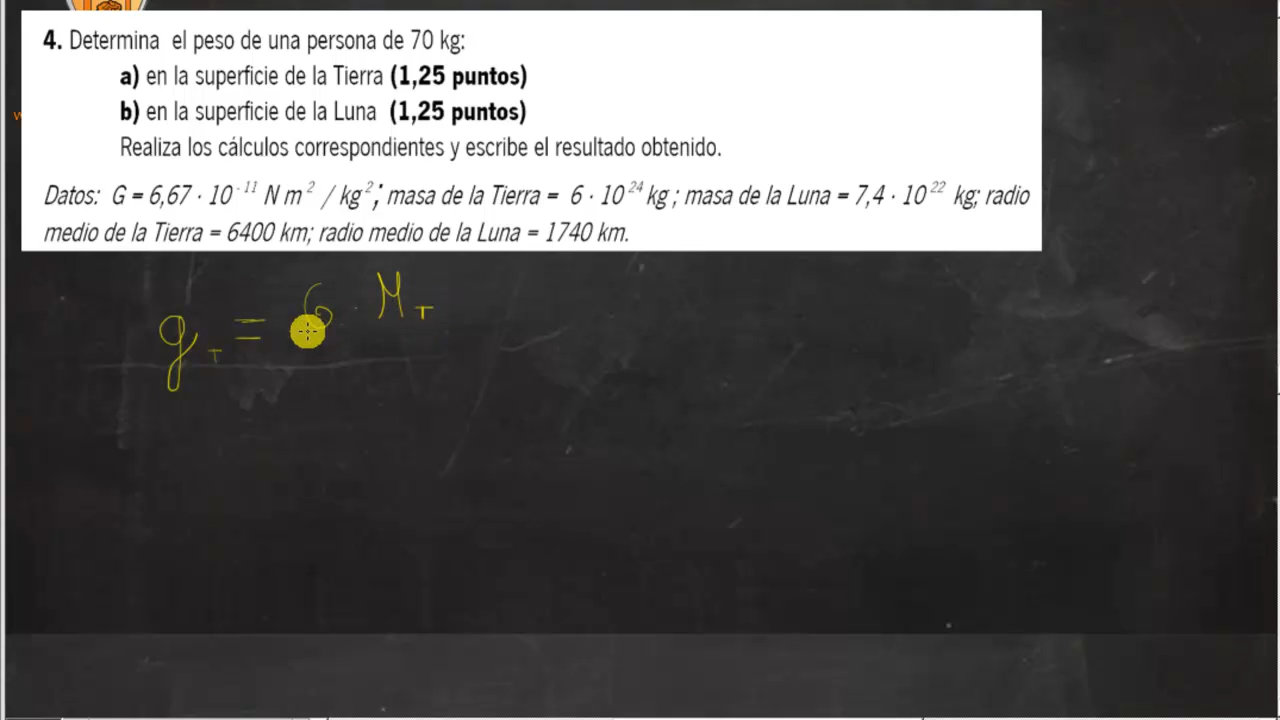 4. Determina el peso de una persona de 70 kg:
a) en la superficie de la Tierra (1,25 puntos)
b) en la superficie de la Luna (1,25 puntos)
Realiza los cálculos correspondientes y escribe el resultado obtenido.
Datos: G = 6,67 · 10⁻¹¹ N m² / kg²; masa de la Tierra = 6 · 10²⁴ kg ; masa de la Luna = 7,4 · 10²² kg; radio
medio de la Tierra = 6400 km; radio medio de la Luna = 1740 km.
g_T = G · M_T